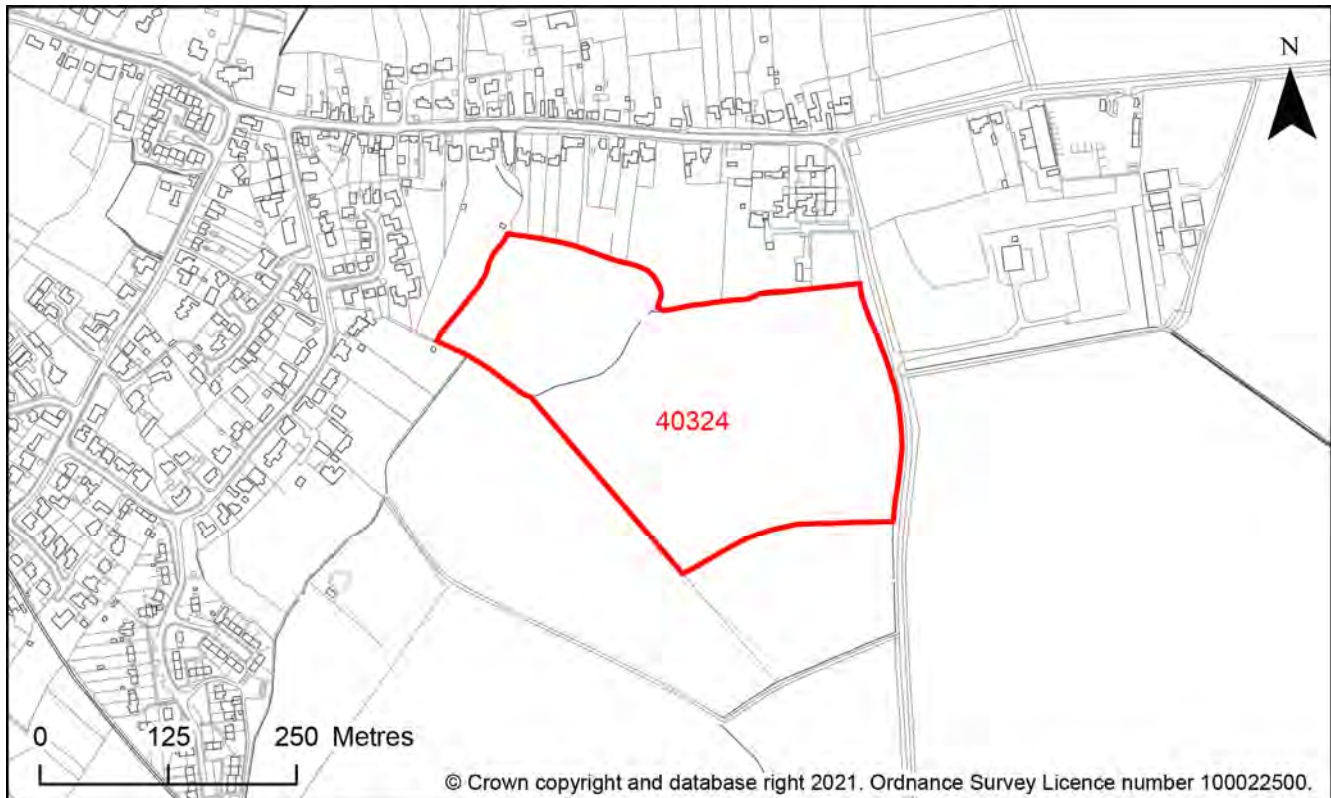 N
40324
0 125 250 Metres
© Crown copyright and database right 2021. Ordnance Survey Licence number 100022500.